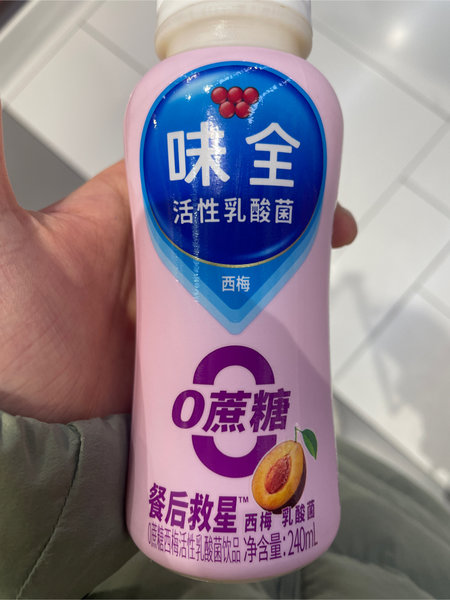 味全
活性乳酸菌
西梅
0蔗糖
餐后救星™ 西梅 乳酸菌
0蔗糖西梅活性乳酸菌饮品 净含量:240mL